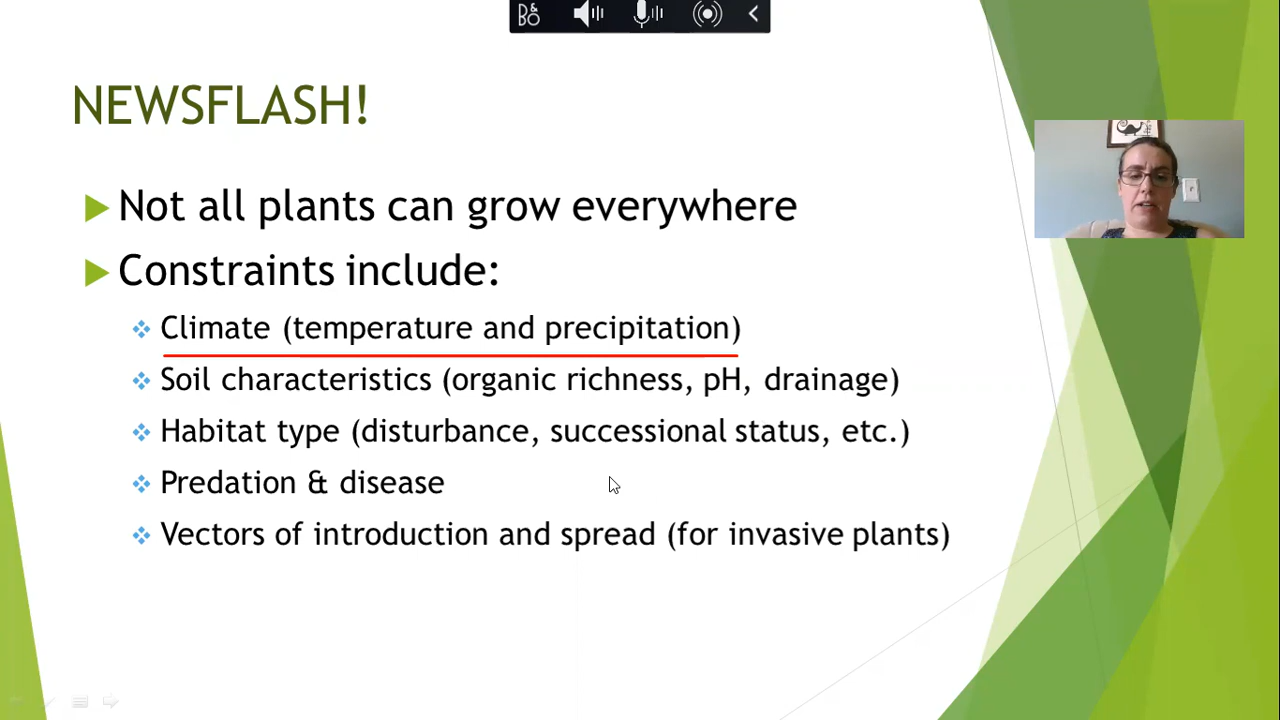 B&O
NEWSFLASH!
Not all plants can grow everywhere
Constraints include:
Climate (temperature and precipitation)
Soil characteristics (organic richness, pH, drainage)
Habitat type (disturbance, successional status, etc.)
Predation & disease
Vectors of introduction and spread (for invasive plants)